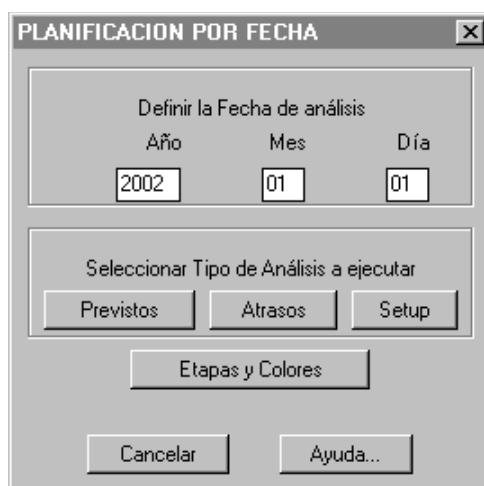 PLANIFICACION POR FECHA
Definir la Fecha de análisis
Año Mes Día
2002 01 01
Seleccionar Tipo de Análisis a ejecutar
Previstos Atrasos Setup
Etapas y Colores
Cancelar Ayuda...